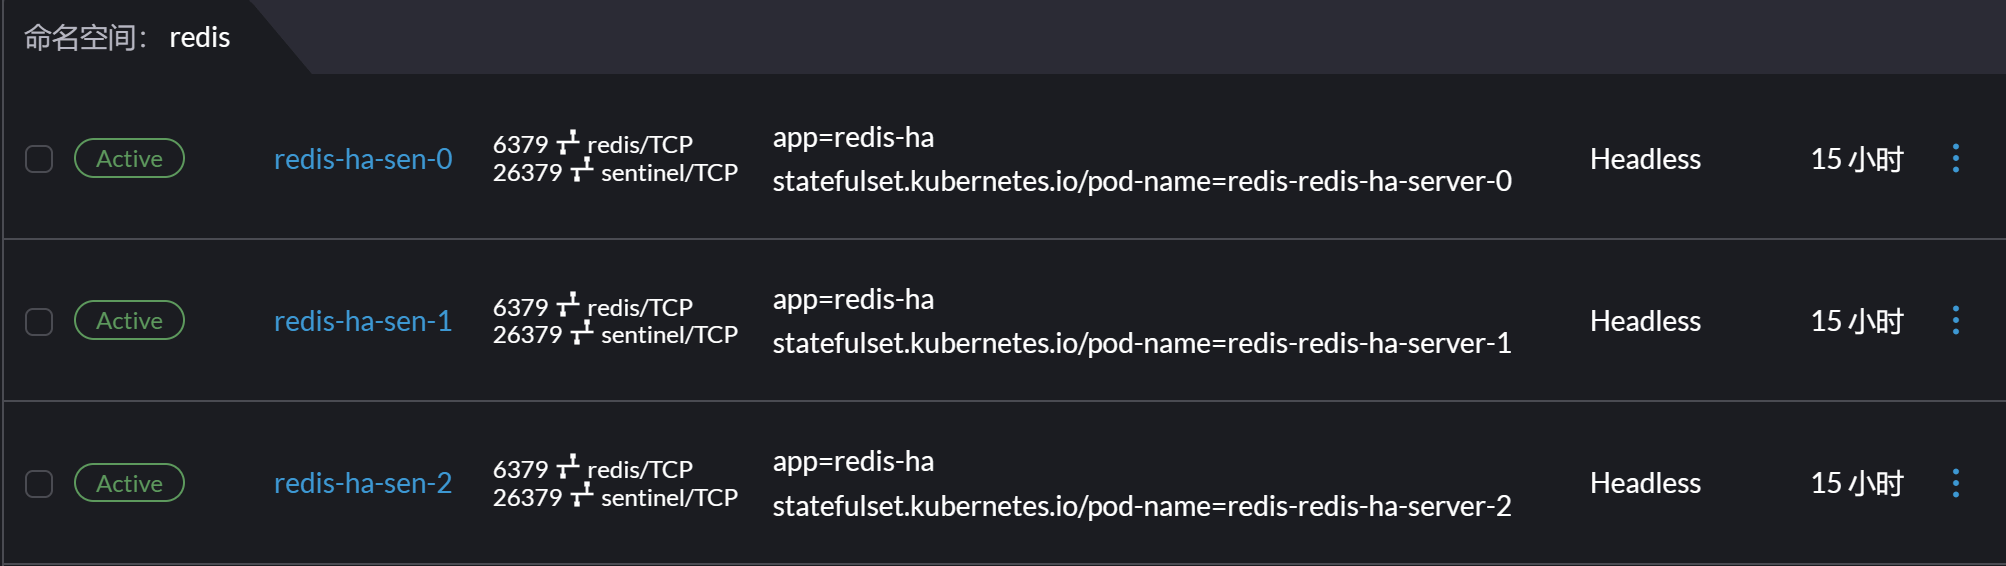 命名空间： redis
Active redis-ha-sen-0 6379 redis/TCP app=redis-ha Headless 15 小时
26379 sentinel/TCP statefulset.kubernetes.io/pod-name=redis-redis-ha-server-0
Active redis-ha-sen-1 6379 redis/TCP app=redis-ha Headless 15 小时
26379 sentinel/TCP statefulset.kubernetes.io/pod-name=redis-redis-ha-server-1
Active redis-ha-sen-2 6379 redis/TCP app=redis-ha Headless 15 小时
26379 sentinel/TCP statefulset.kubernetes.io/pod-name=redis-redis-ha-server-2